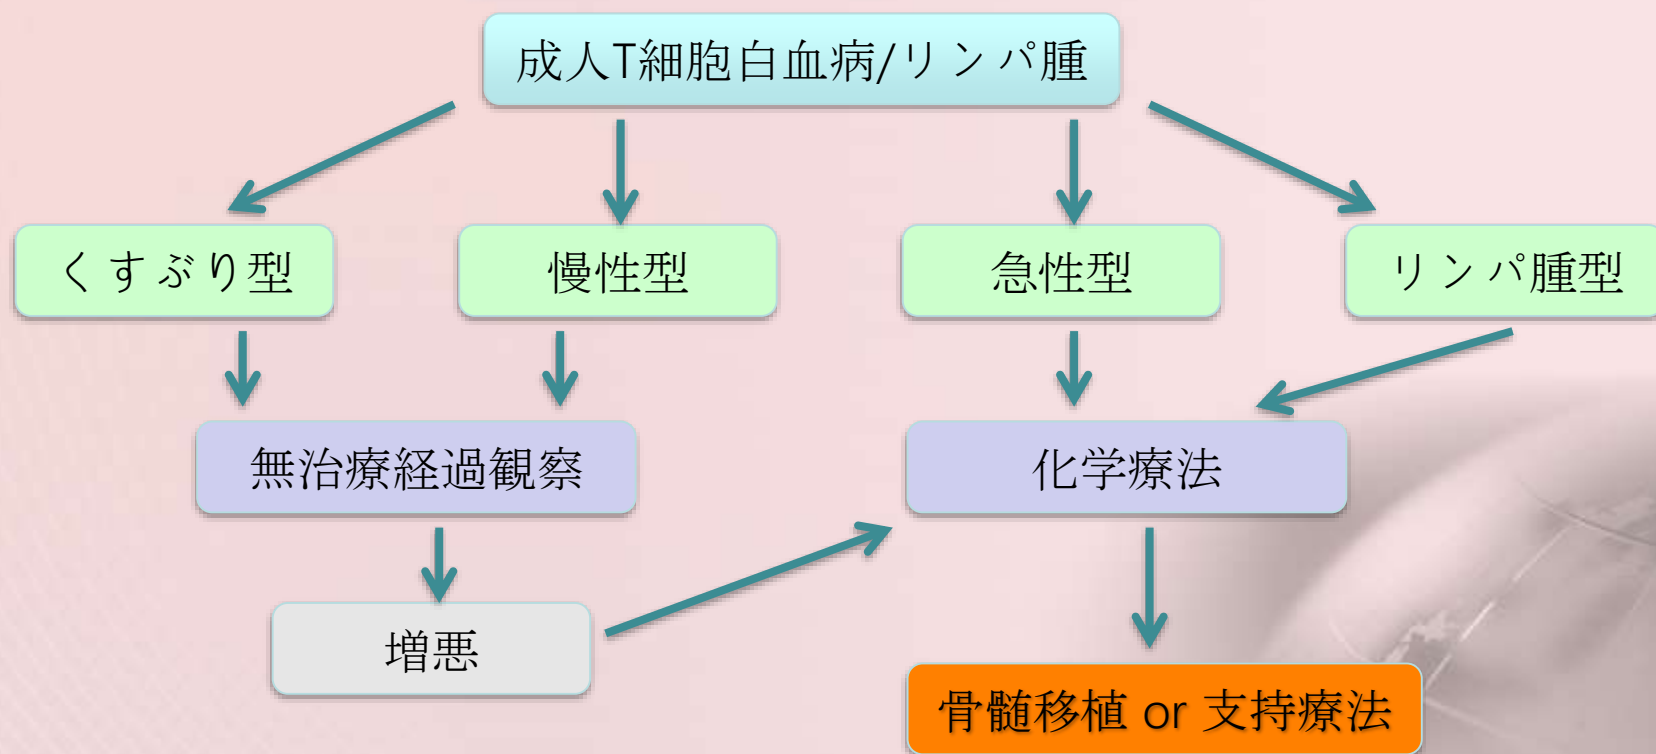 成人T細胞白血病/リンパ腫
くすぶり型
慢性型
急性型
リンパ腫型
無治療経過観察
化学療法
増悪
骨髄移植 or 支持療法